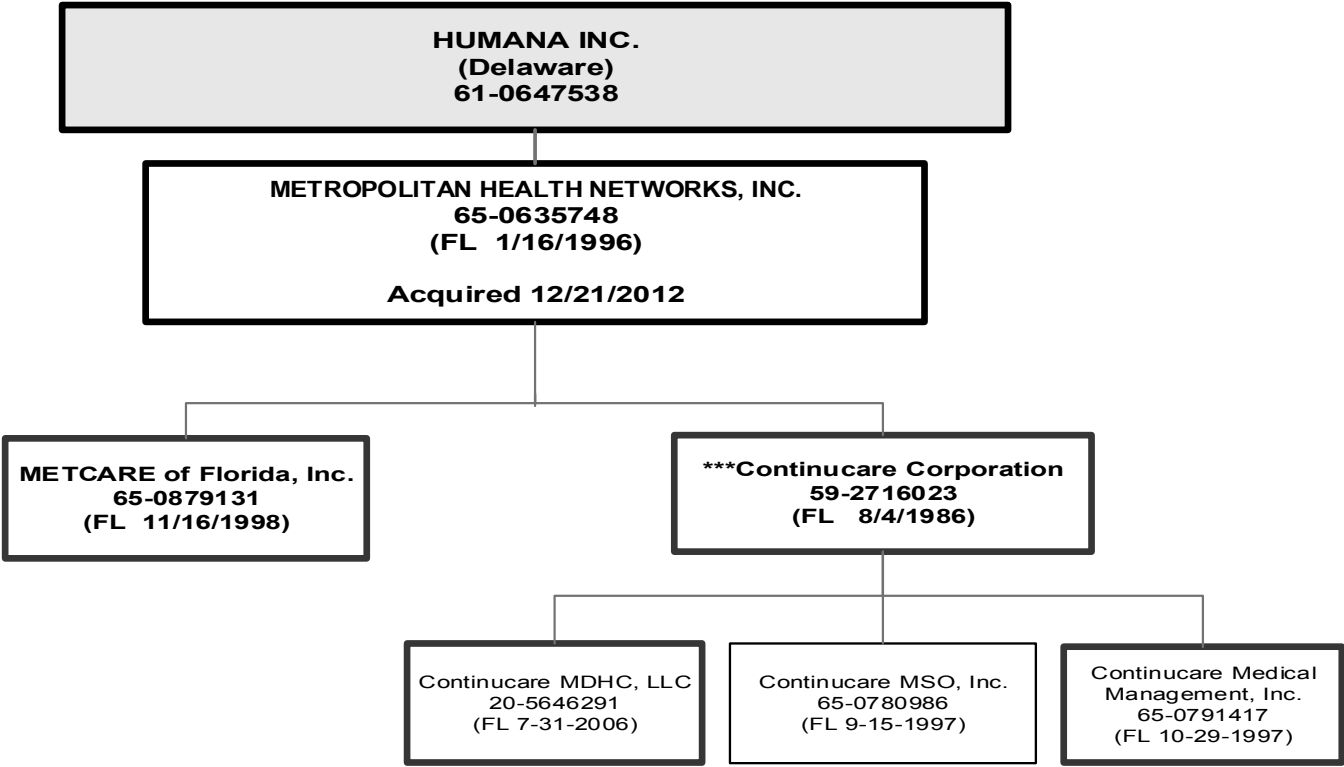 HUMANA INC.
(Delaware)
61-0647538
METROPOLITAN HEALTH NETWORKS, INC.
65-0635748
(FL 1/16/1996)
Acquired 12/21/2012
METCARE of Florida, Inc.
65-0879131
(FL 11/16/1998)
***Continucare Corporation
59-2716023
(FL 8/4/1986)
Continucare MDHC, LLC
20-5646291
(FL 7-31-2006)
Continucare MSO, Inc.
65-0780986
(FL 9-15-1997)
Continucare Medical
Management, Inc.
65-0791417
(FL 10-29-1997)